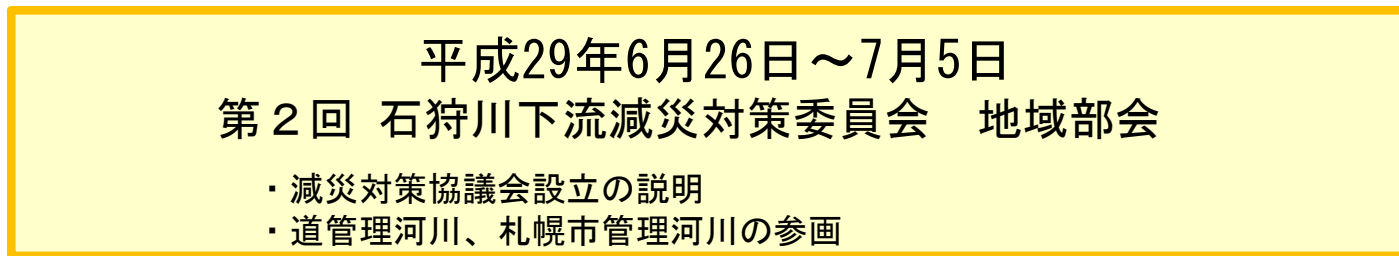 平成29年6月26日～7月5日
第２回 石狩川下流減災対策委員会　地域部会
・減災対策協議会設立の説明
・道管理河川、札幌市管理河川の参画